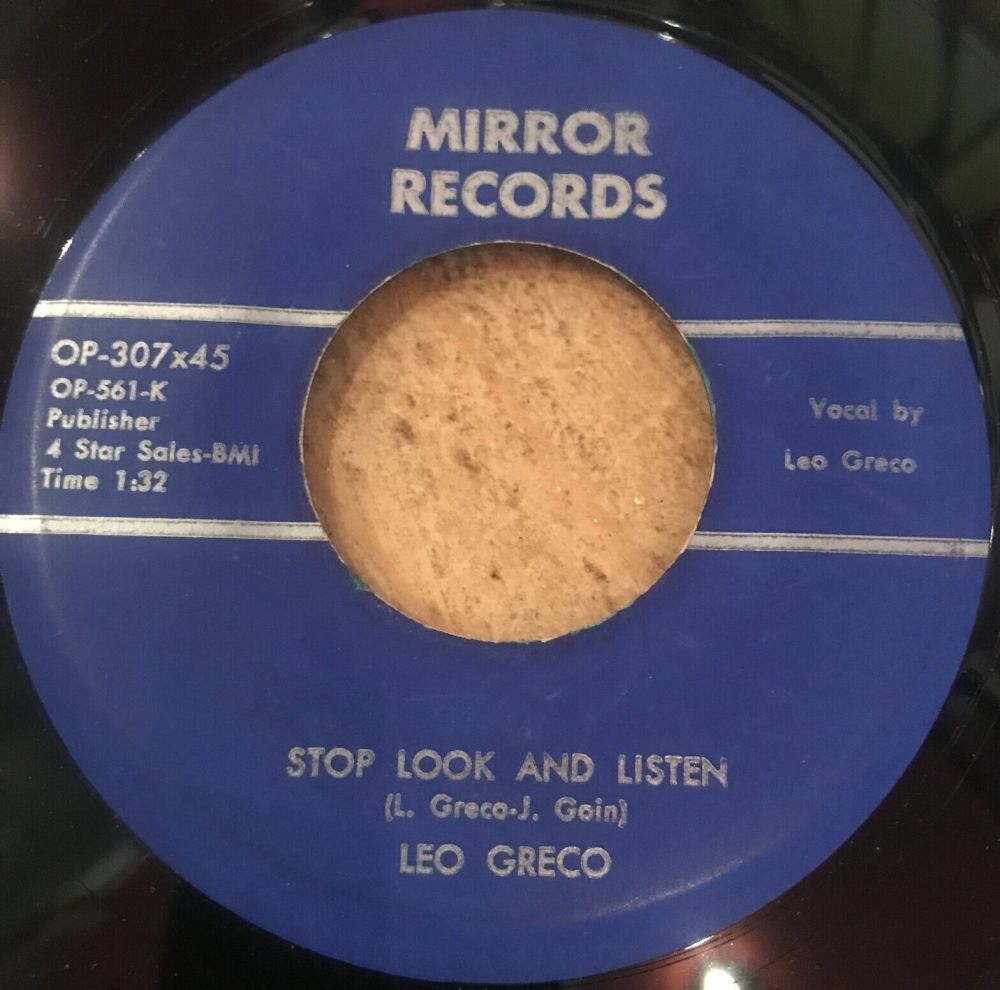 MIRROR
RECORDS
OP-307x45
OP-561-K
Publisher
4 Star Sales-BMI
Time 1:32
Vocal by
Leo Greco
STOP LOOK AND LISTEN
(L. Greco-J. Goin)
LEO GRECO